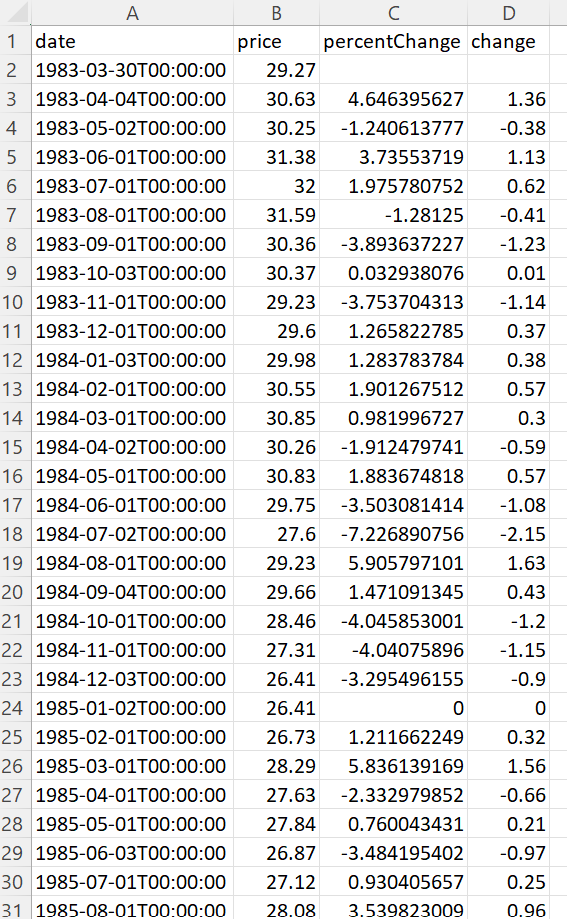 A B C D
1 date price percentChange change
2 1983-03-30T00:00:00 29.27
3 1983-04-04T00:00:00 30.63 4.646395627 1.36
4 1983-05-02T00:00:00 30.25 -1.240613777 -0.38
5 1983-06-01T00:00:00 31.38 3.73553719 1.13
6 1983-07-01T00:00:00 32 1.975780752 0.62
7 1983-08-01T00:00:00 31.59 -1.28125 -0.41
8 1983-09-01T00:00:00 30.36 -3.893637227 -1.23
9 1983-10-03T00:00:00 30.37 0.032938076 0.01
10 1983-11-01T00:00:00 29.23 -3.753704313 -1.14
11 1983-12-01T00:00:00 29.6 1.265822785 0.37
12 1984-01-03T00:00:00 29.98 1.283783784 0.38
13 1984-02-01T00:00:00 30.55 1.901267512 0.57
14 1984-03-01T00:00:00 30.85 0.981996727 0.3
15 1984-04-02T00:00:00 30.26 -1.912479741 -0.59
16 1984-05-01T00:00:00 30.83 1.883674818 0.57
17 1984-06-01T00:00:00 29.75 -3.503081414 -1.08
18 1984-07-02T00:00:00 27.6 -7.226890756 -2.15
19 1984-08-01T00:00:00 29.23 5.905797101 1.63
20 1984-09-04T00:00:00 29.66 1.471091345 0.43
21 1984-10-01T00:00:00 28.46 -4.045853001 -1.2
22 1984-11-01T00:00:00 27.31 -4.04075896 -1.15
23 1984-12-03T00:00:00 26.41 -3.295496155 -0.9
24 1985-01-02T00:00:00 26.41 0 0
25 1985-02-01T00:00:00 26.73 1.211662249 0.32
26 1985-03-01T00:00:00 28.29 5.836139169 1.56
27 1985-04-01T00:00:00 27.63 -2.332979852 -0.66
28 1985-05-01T00:00:00 27.84 0.760043431 0.21
29 1985-06-03T00:00:00 26.87 -3.484195402 -0.97
30 1985-07-01T00:00:00 27.12 0.930405657 0.25
31 1985-08-01T00:00:00 28.08 3.539823009 0.96